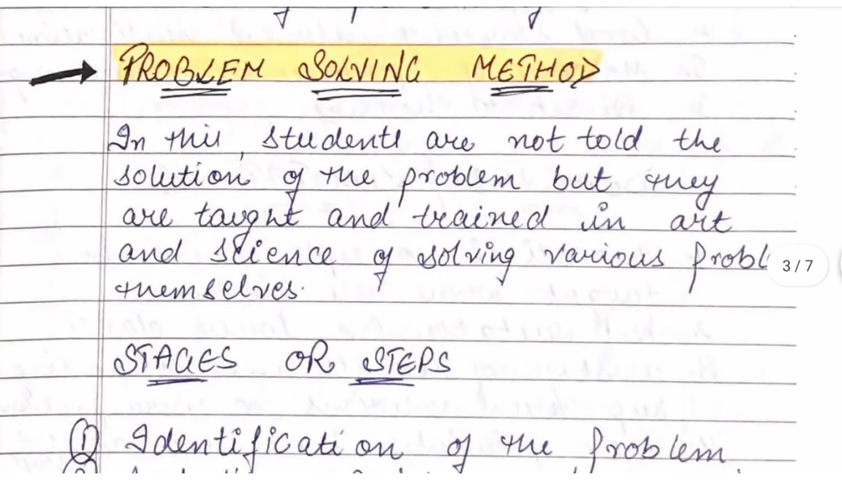 PROBLEM SOLVING METHOD
In this, students are not told the
solution of the problem but they
are taught and trained in art
and science of solving various probl
themselves.
3/7
STAGES OR STEPS
① Identification of the problem